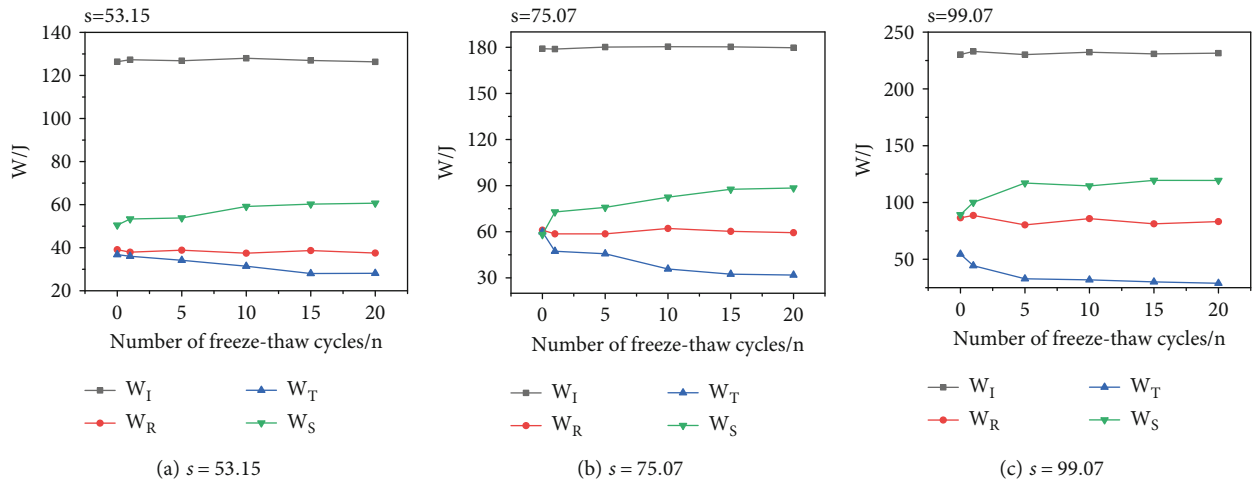 s=53.15
140
120
100
80
60
40
20
W/J
0 5 10 15 20
Number of freeze-thaw cycles/n
W_I W_T
W_R W_S
(a) s = 53.15
s=75.07
180
150
120
90
60
30
W/J
0 5 10 15 20
Number of freeze-thaw cycles/n
W_I W_T
W_R W_S
(b) s = 75.07
s=99.07
250
200
150
100
50
W/J
0 5 10 15 20
Number of freeze-thaw cycles/n
W_I W_T
W_R W_S
(c) s = 99.07